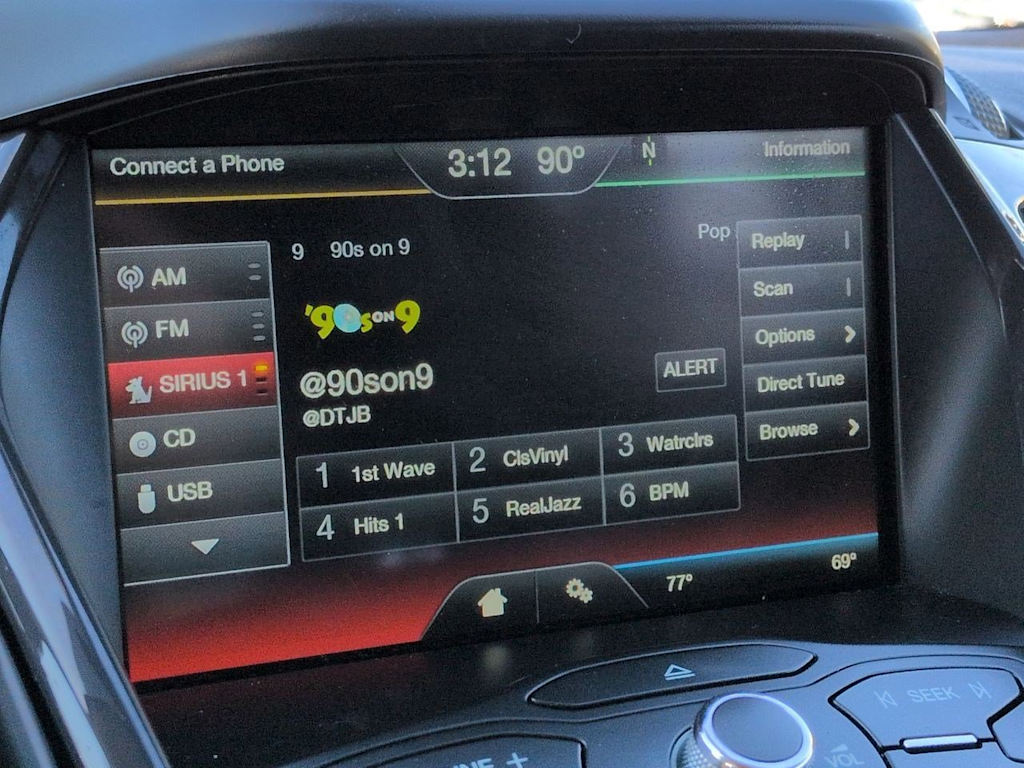 Connect a Phone
3:12 90°
N
Information
AM
FM
SIRIUS 1
CD
USB
9 90s on 9
Pop
'90s ON 9
@90son9
@DTJB
ALERT
1 1st Wave
2 ClsVinyl
3 Watrclrs
4 Hits 1
5 RealJazz
6 BPM
Replay
Scan
Options
Direct Tune
Browse
77°
69°
SEEK
VOL